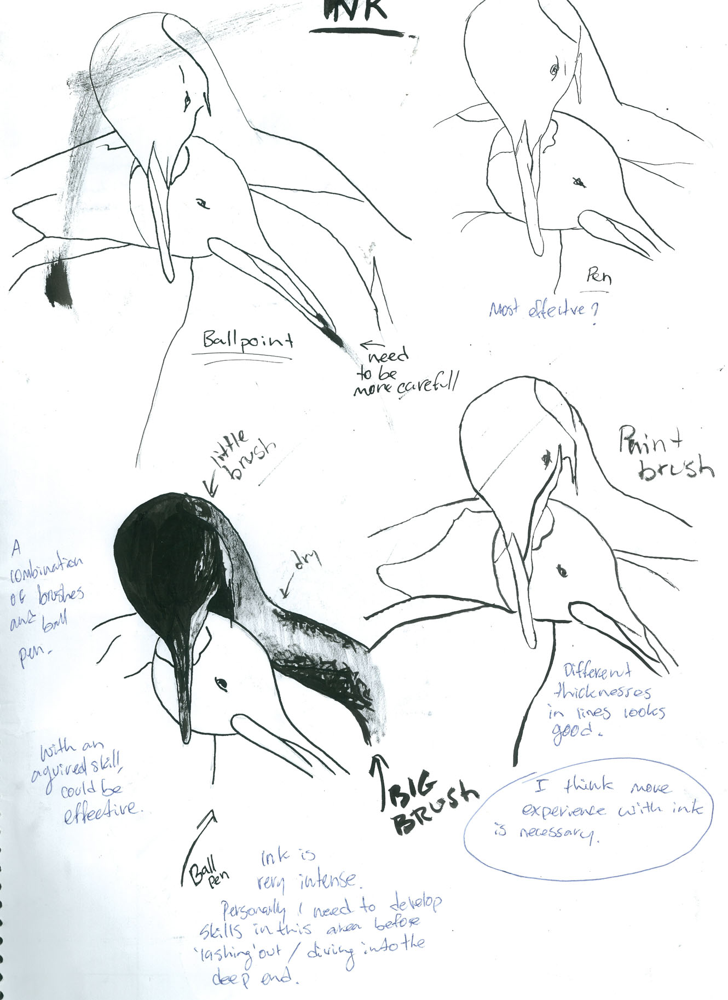 INK
Pen
Most effective?
Ballpoint
need
to be
more carefull
little
brush
Paint
brush
dry
A
combination
of brushes
and ball
pen.
Different
thicknesses
in lines looks
good.
with an
aquired skill,
could be
effective.
BIG
BRUSH
I think more
experience with ink
is necessary.
Ball
Pen
Ink is
very intense.
Personally I need to develop
skills in this area before
'lashing' out / diving into the
deep end.